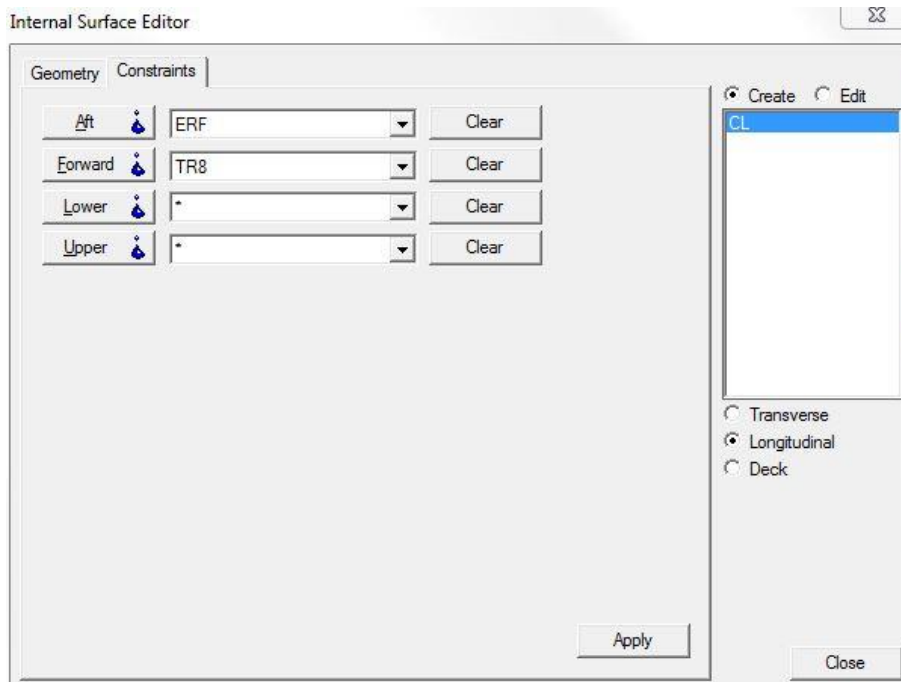 Internal Surface Editor
Geometry Constraints
Create Edit
Aft ERF Clear
CL
Forward TR8 Clear
Lower * Clear
Upper * Clear
Transverse
Longitudinal
Deck
Apply
Close